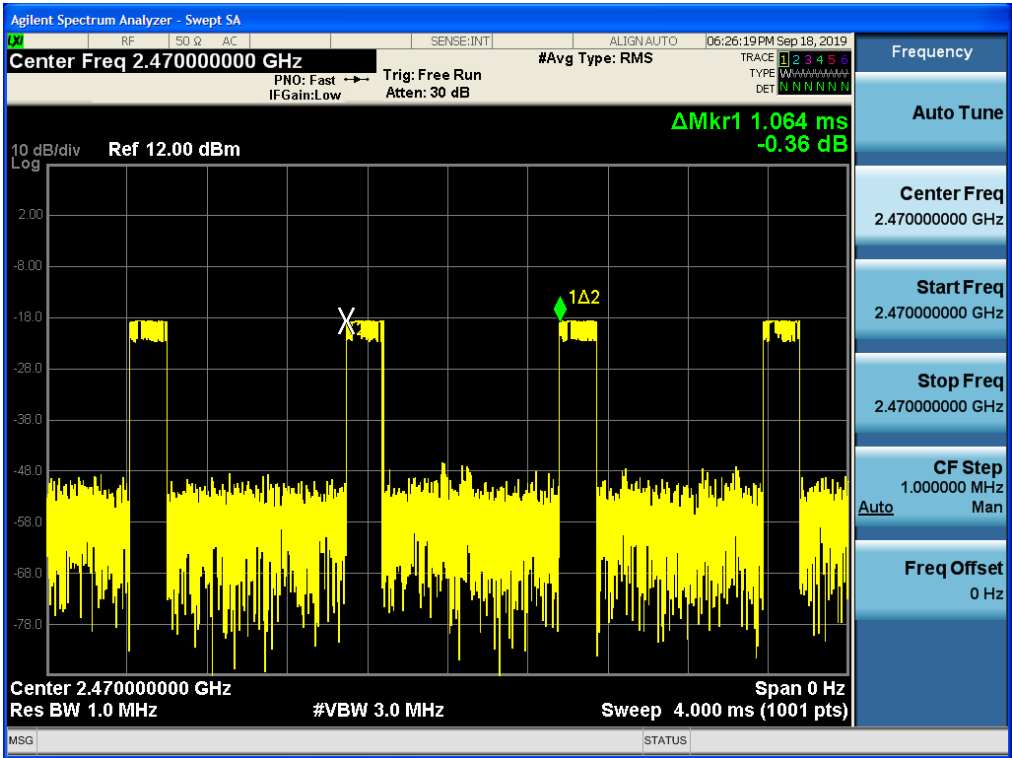 Agilent Spectrum Analyzer - Swept SA
LXI RF 50 Ω AC SENSE:INT ALIGN AUTO 06:26:19 PM Sep 18, 2019
Center Freq 2.470000000 GHz
PNO: Fast
IFGain:Low
Trig: Free Run
Atten: 30 dB
#Avg Type: RMS
TRACE 1 2 3 4 5 6
TYPE
DET N N N N N N
ΔMkr1 1.064 ms
-0.36 dB
10 dB/div Ref 12.00 dBm
Log
2.00
-8.00
1Δ2
-18.0
2
-28.0
-38.0
-48.0
-58.0
-68.0
-78.0
Center 2.470000000 GHz Span 0 Hz
Res BW 1.0 MHz #VBW 3.0 MHz Sweep 4.000 ms (1001 pts)
MSG STATUS
Frequency
Auto Tune
Center Freq
2.470000000 GHz
Start Freq
2.470000000 GHz
Stop Freq
2.470000000 GHz
CF Step
1.000000 MHz
Auto Man
Freq Offset
0 Hz